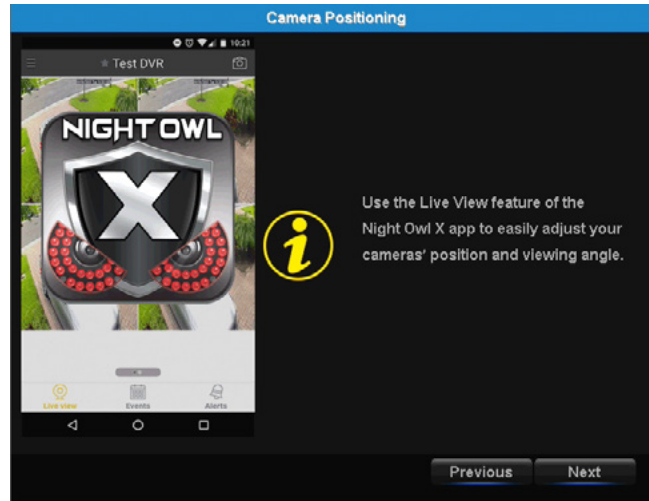 Camera Positioning
10:21
Test DVR
NIGHT OWL
X
i
Use the Live View feature of the
Night Owl X app to easily adjust your
cameras' position and viewing angle.
Live view
Events
Alerts
Previous
Next